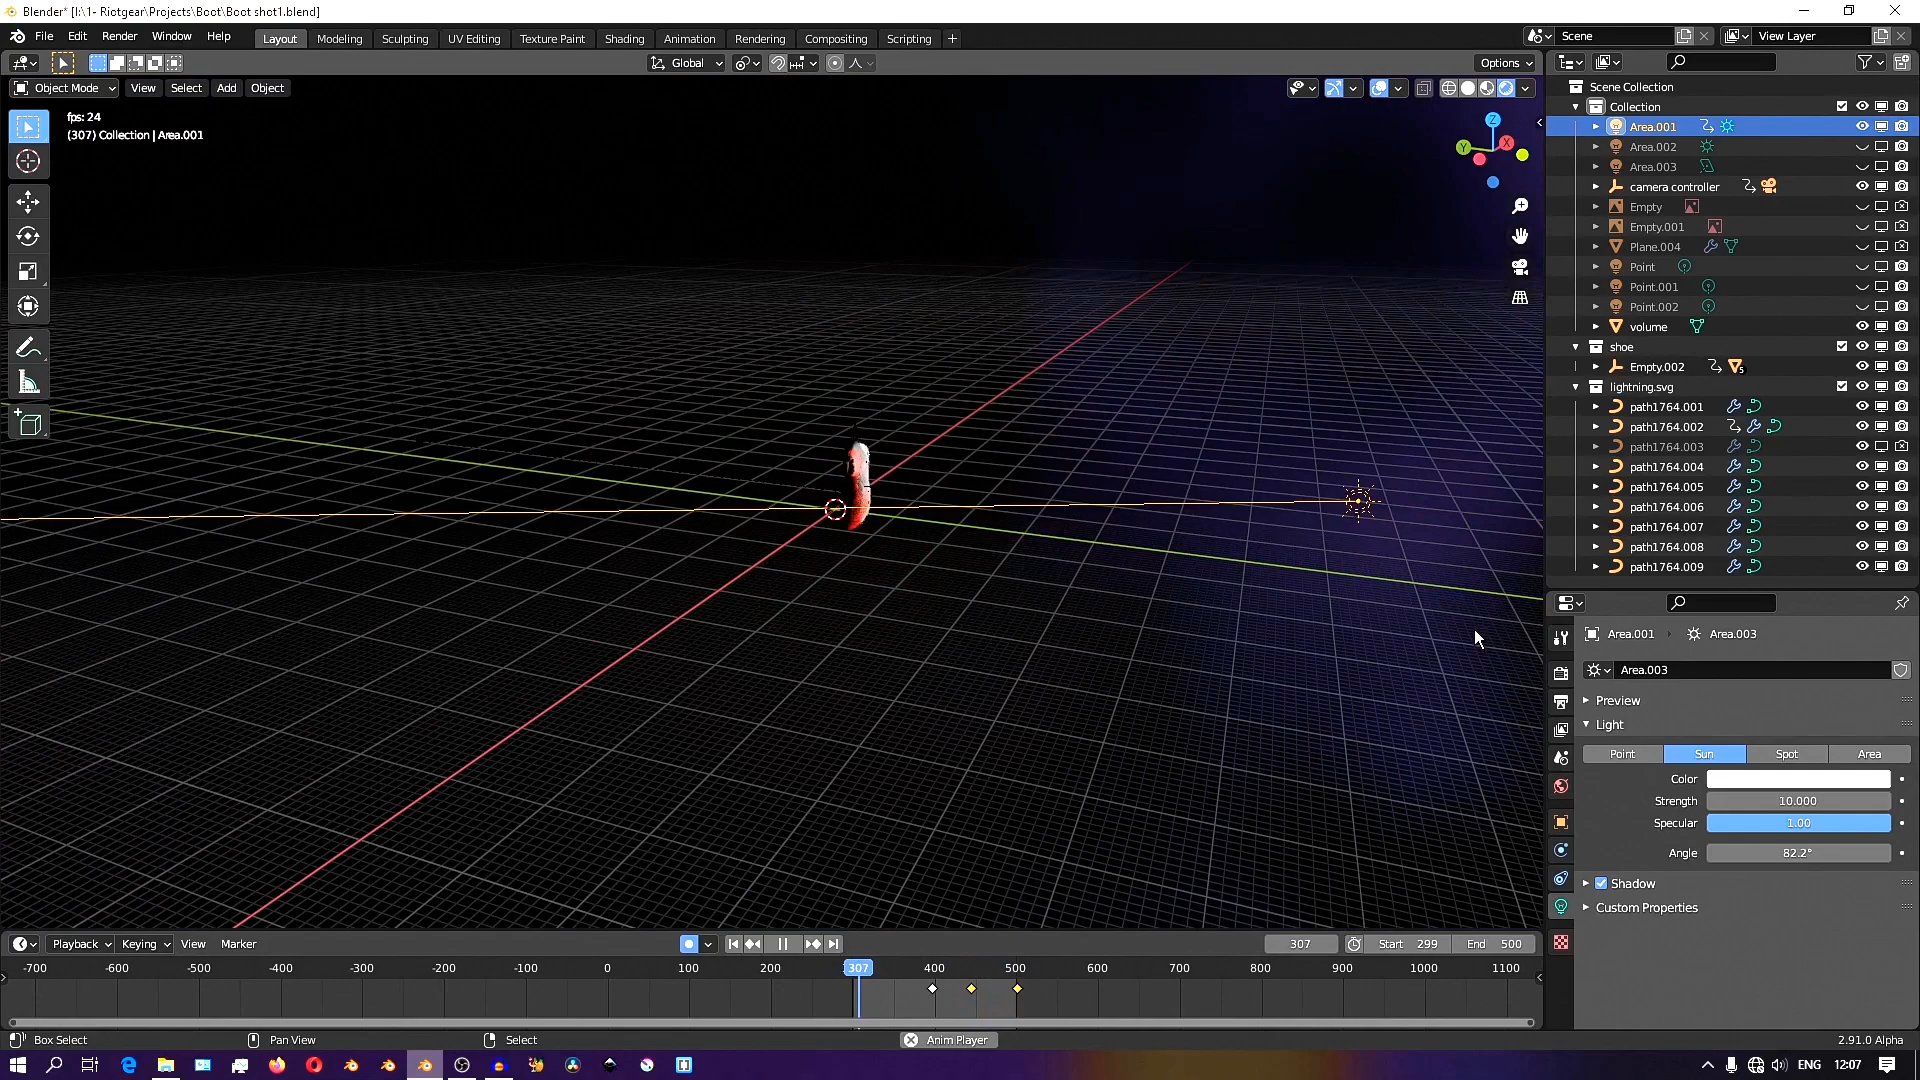 Blender* [I:\1- Riotgear\Projects\Boot\Boot shot1.blend]
File Edit Render Window Help Layout Modeling Sculpting UV Editing Texture Paint Shading Animation Rendering Compositing Scripting + Scene View Layer
Global Options
Object Mode View Select Add Object
fps: 24
(307) Collection | Area.001
Z
Y
X
Scene Collection
Collection
Area.001
Area.002
Area.003
camera controller
Empty
Empty.001
Plane.004
Point
Point.001
Point.002
volume
shoe
Empty.002
5
lightning.svg
path1764.001
path1764.002
path1764.003
path1764.004
path1764.005
path1764.006
path1764.007
path1764.008
path1764.009
Area.001 Area.003
Area.003
Preview
Light
Point Sun Spot Area
Color
Strength 10.000
Specular 1.00
Angle 82.2°
Shadow
Custom Properties
Playback Keying View Marker 307 Start 299 End 500
-700 -600 -500 -400 -300 -200 -100 0 100 200 307 400 500 600 700 800 900 1000 1100
Box Select Pan View Select Anim Player 2.91.0 Alpha
ENG 12:07